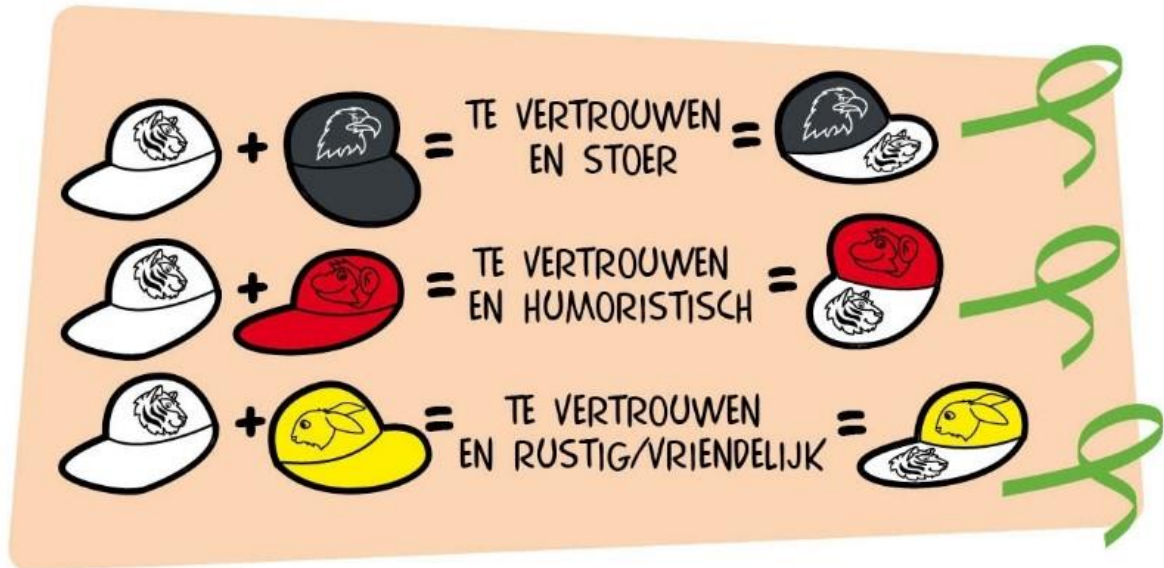 + = TE VERTROUWEN =
EN STOER
+ = TE VERTROUWEN =
EN HUMORISTISCH
+ = TE VERTROUWEN =
EN RUSTIG/VRIENDELIJK